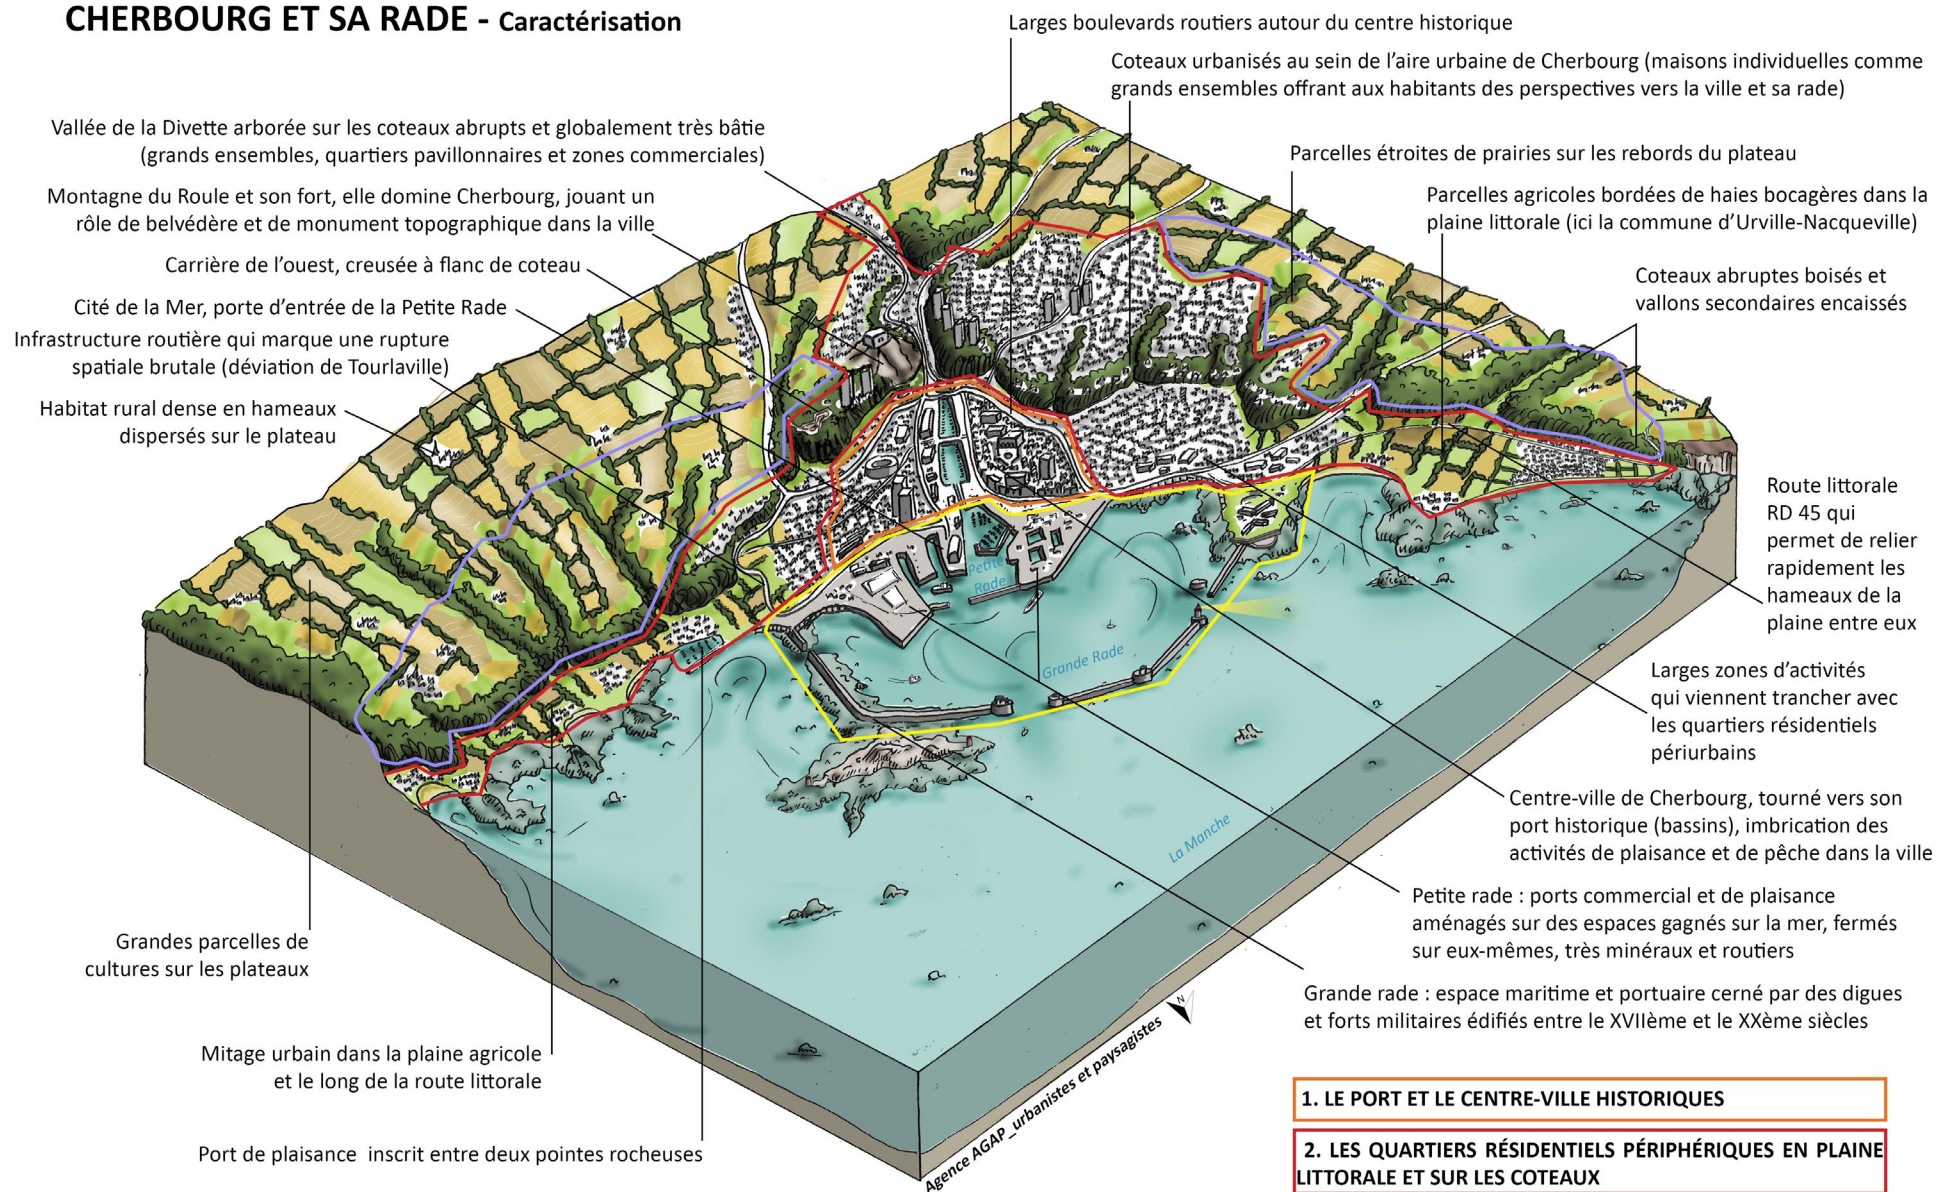 CHERBOURG ET SA RADE - Caractérisation
Larges boulevards routiers autour du centre historique
Coteaux urbanisés au sein de l'aire urbaine de Cherbourg (maisons individuelles comme
grands ensembles offrant aux habitants des perspectives vers la ville et sa rade)
Vallée de la Divette arborée sur les coteaux abrupts et globalement très bâtie
(grands ensembles, quartiers pavillonnaires et zones commerciales)
Parcelles étroites de prairies sur les rebords du plateau
Montagne du Roule et son fort, elle domine Cherbourg, jouant un
rôle de belvédère et de monument topographique dans la ville
Parcelles agricoles bordées de haies bocagères dans la
plaine littorale (ici la commune d'Urville-Nacqueville)
Carrière de l'ouest, creusée à flanc de coteau
Coteaux abruptes boisés et
vallons secondaires encaissés
Cité de la Mer, porte d'entrée de la Petite Rade
Infrastructure routière qui marque une rupture
spatiale brutale (déviation de Tourlaville)
Habitat rural dense en hameaux
dispersés sur le plateau
Route littorale
RD 45 qui
permet de relier
rapidement les
hameaux de la
plaine entre eux
Petite
Rade
Grande Rade
La Manche
Larges zones d'activités
qui viennent trancher avec
les quartiers résidentiels
périurbains
Centre-ville de Cherbourg, tourné vers son
port historique (bassins), imbrication des
activités de plaisance et de pêche dans la ville
Petite rade : ports commercial et de plaisance
aménagés sur des espaces gagnés sur la mer, fermés
sur eux-mêmes, très minéraux et routiers
Grandes parcelles de
cultures sur les plateaux
Grande rade : espace maritime et portuaire cerné par des digues
et forts militaires édifiés entre le XVIIème et le XXème siècles
N
Mitage urbain dans la plaine agricole
et le long de la route littorale
Port de plaisance inscrit entre deux pointes rocheuses
Agence AGAP_urbanistes et paysagistes
1. LE PORT ET LE CENTRE-VILLE HISTORIQUES
2. LES QUARTIERS RÉSIDENTIELS PÉRIPHÉRIQUES EN PLAINE
LITTORALE ET SUR LES COTEAUX